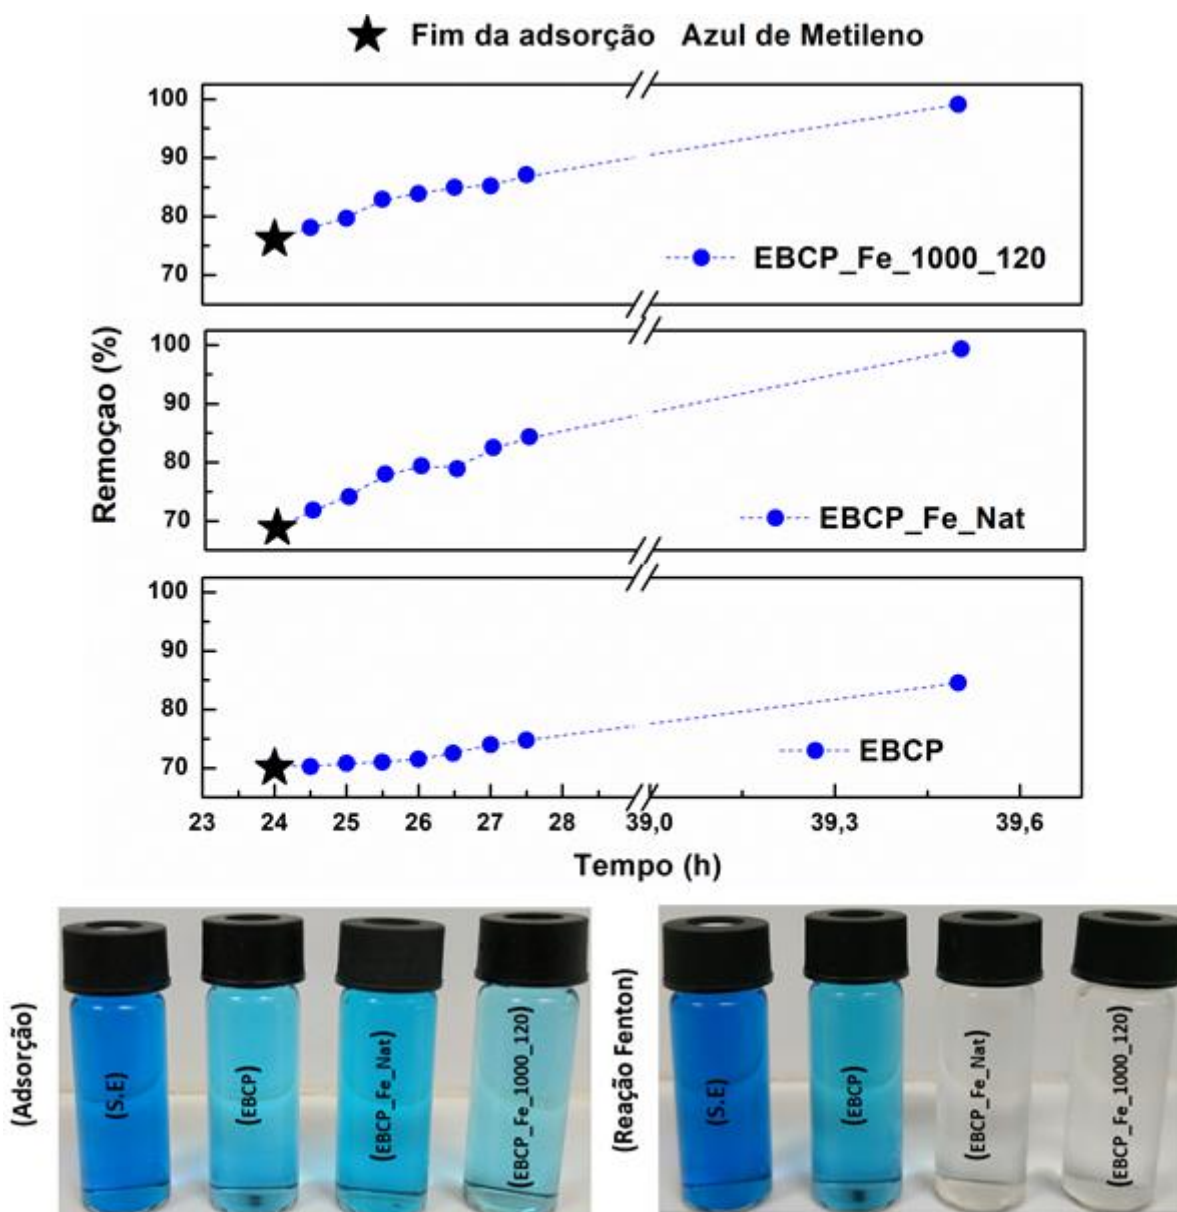 Fim da adsorção Azul de Metileno
Remoçao (%)
100
90
80
70
EBCP_Fe_1000_120
100
90
80
70
EBCP_Fe_Nat
100
90
80
70
EBCP
23 24 25 26 27 28 39,0 39,3 39,6
Tempo (h)
(Adsorção)
(S.E)
(EBCP)
(EBCP_Fe_Nat)
(EBCP_Fe_1000_120)
(Reação Fenton)
(S.E)
(EBCP)
(EBCP_Fe_Nat)
(EBCP_Fe_1000_120)